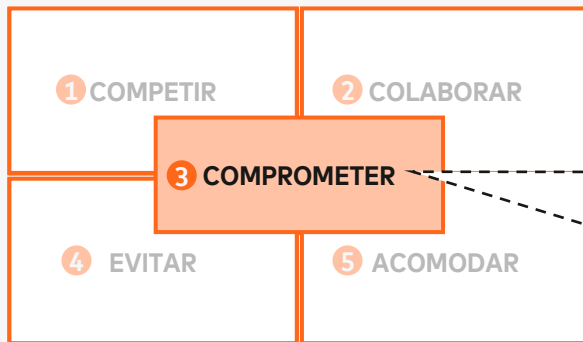 1 COMPETIR
2 COLABORAR
3 COMPROMETER
4 EVITAR
5 ACOMODAR